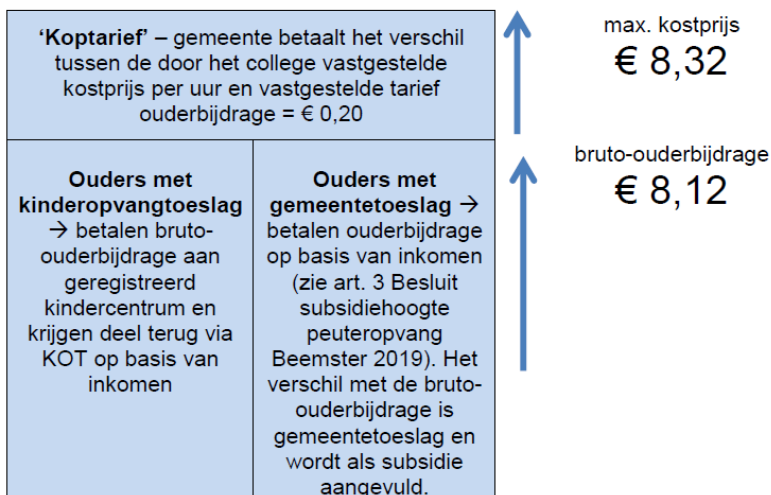 'Koptarief' – gemeente betaalt het verschil
tussen de door het college vastgestelde
kostprijs per uur en vastgestelde tarief
ouderbijdrage = € 0,20
max. kostprijs
€ 8,32
bruto-ouderbijdrage
€ 8,12
Ouders met
kinderopvangtoeslag
→ betalen bruto-
ouderbijdrage aan
geregistreerd
kindercentrum en
krijgen deel terug via
KOT op basis van
inkomen
Ouders met
gemeentetoeslag →
betalen ouderbijdrage
op basis van inkomen
(zie art. 3 Besluit
subsidiehoogte
peuteropvang
Beemster 2019). Het
verschil met de bruto-
ouderbijdrage is
gemeentetoeslag en
wordt als subsidie
aangevuld.